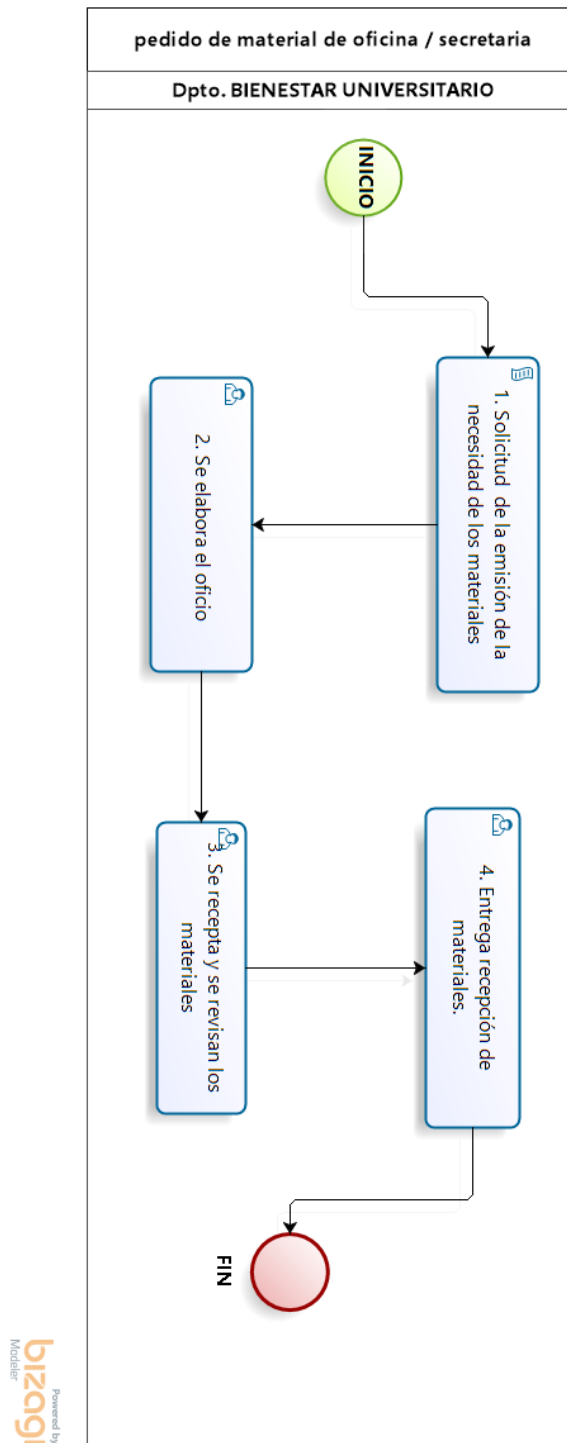 pedido de material de oficina / secretaria
Dpto. BIENESTAR UNIVERSITARIO
INICIO
1. Solicitud de la emisión de la
necesidad de los materiales
2. Se elabora el oficio
3. Se recepta y se revisan los
materiales
4. Entrega recepción de
materiales.
FIN
Powered by
bizagi
Modeler